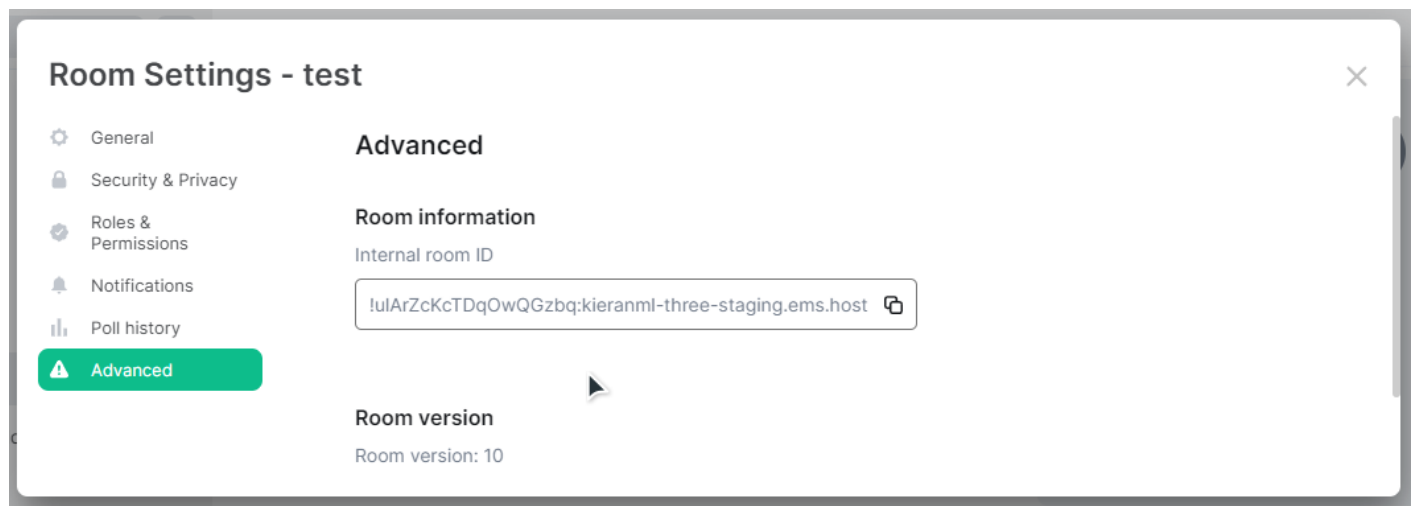 Room Settings - test
General
Security & Privacy
Roles &
Permissions
Notifications
Poll history
Advanced
Advanced
Room information
Internal room ID
!ulArZcKcTDqOwQGzbq:kieranml-three-staging.ems.host
Room version
Room version: 10